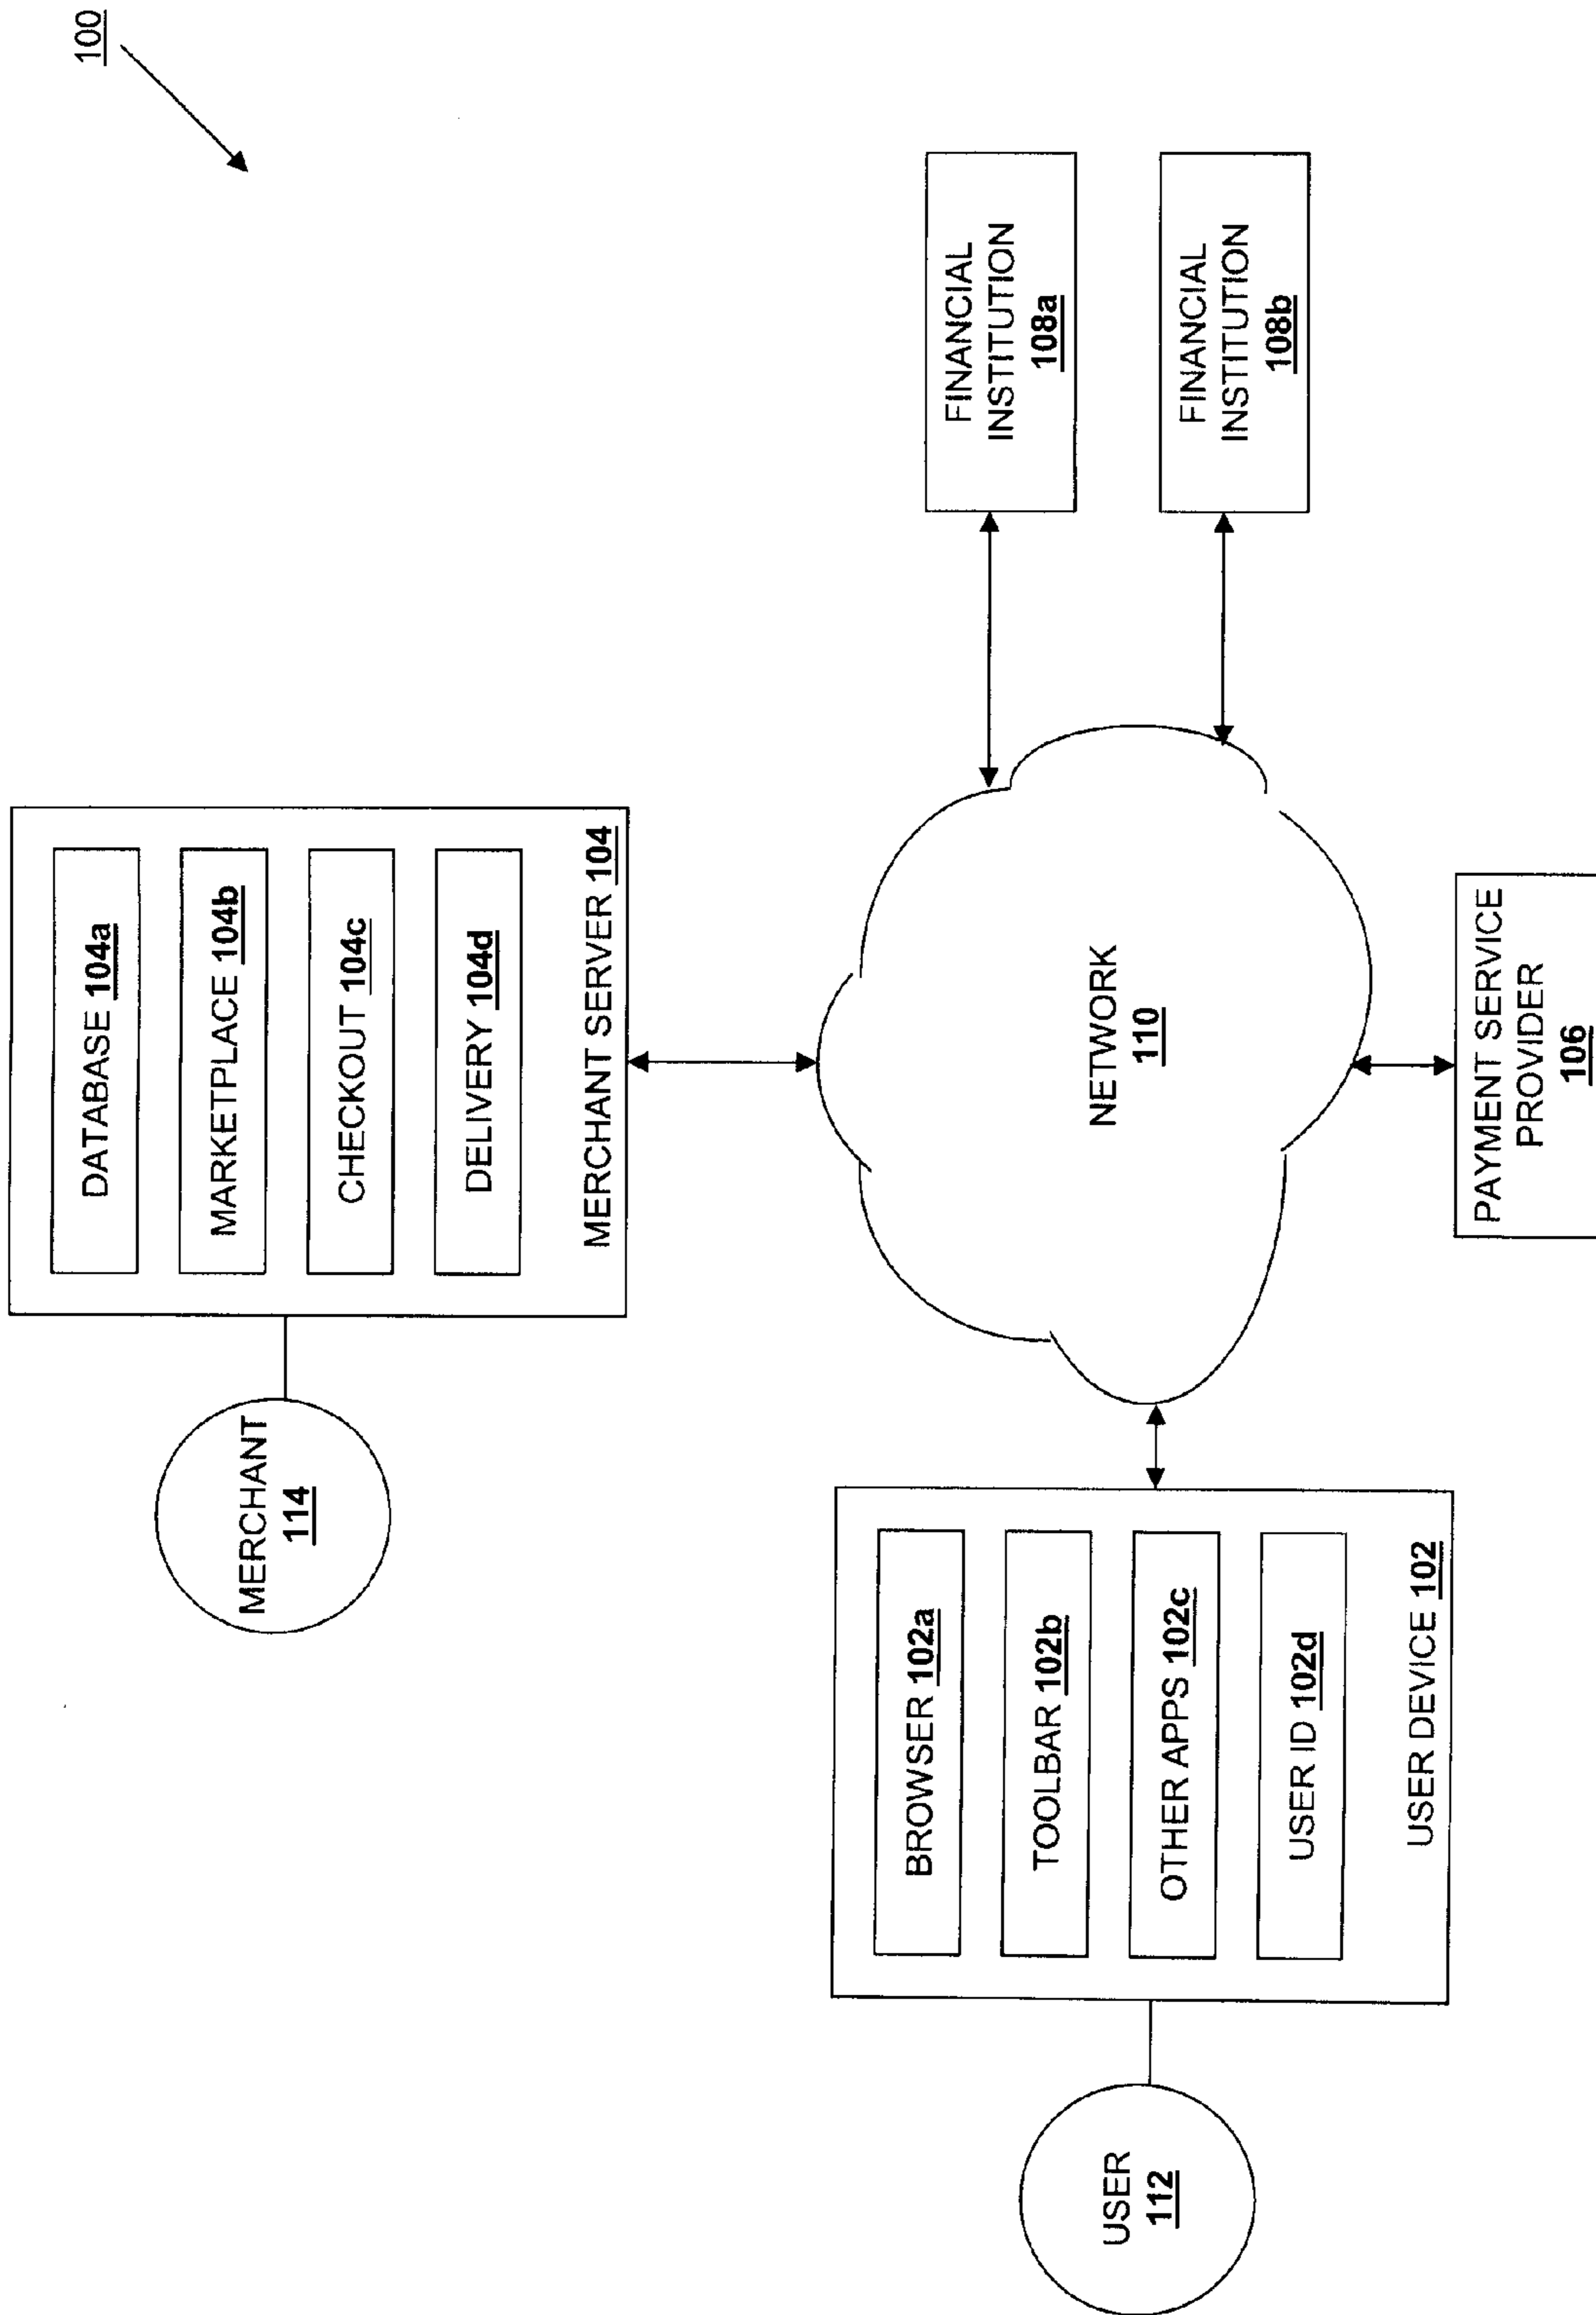 100
DATABASE 104a
MARKETPLACE 104b
CHECKOUT 104c
DELIVERY 104d
MERCHANT SERVER 104
MERCHANT
114
FINANCIAL
INSTITUTION
108a
FINANCIAL
INSTITUTION
108b
NETWORK
110
BROWSER 102a
TOOLBAR 102b
OTHER APPS 102c
USER ID 102d
USER DEVICE 102
USER
112
PAYMENT SERVICE
PROVIDER
106